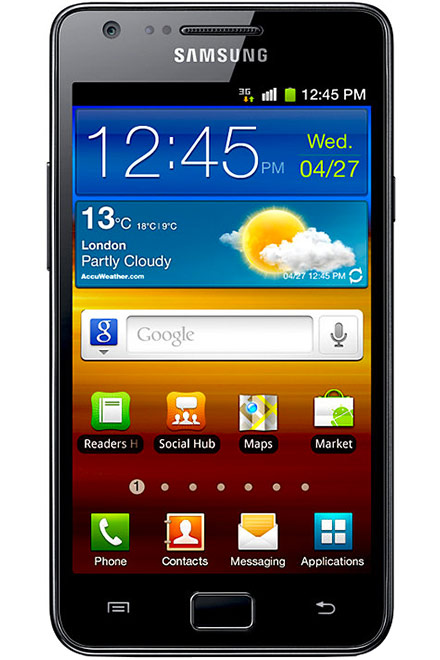 SAMSUNG
3G 12:45 PM
12:45 PM
Wed.
04/27
13°C 18°C | 9°C
London
Partly Cloudy
AccuWeather.com
04/27 12:45 PM
g Google
Readers H Social Hub Maps Market
1
Phone Contacts Messaging Applications